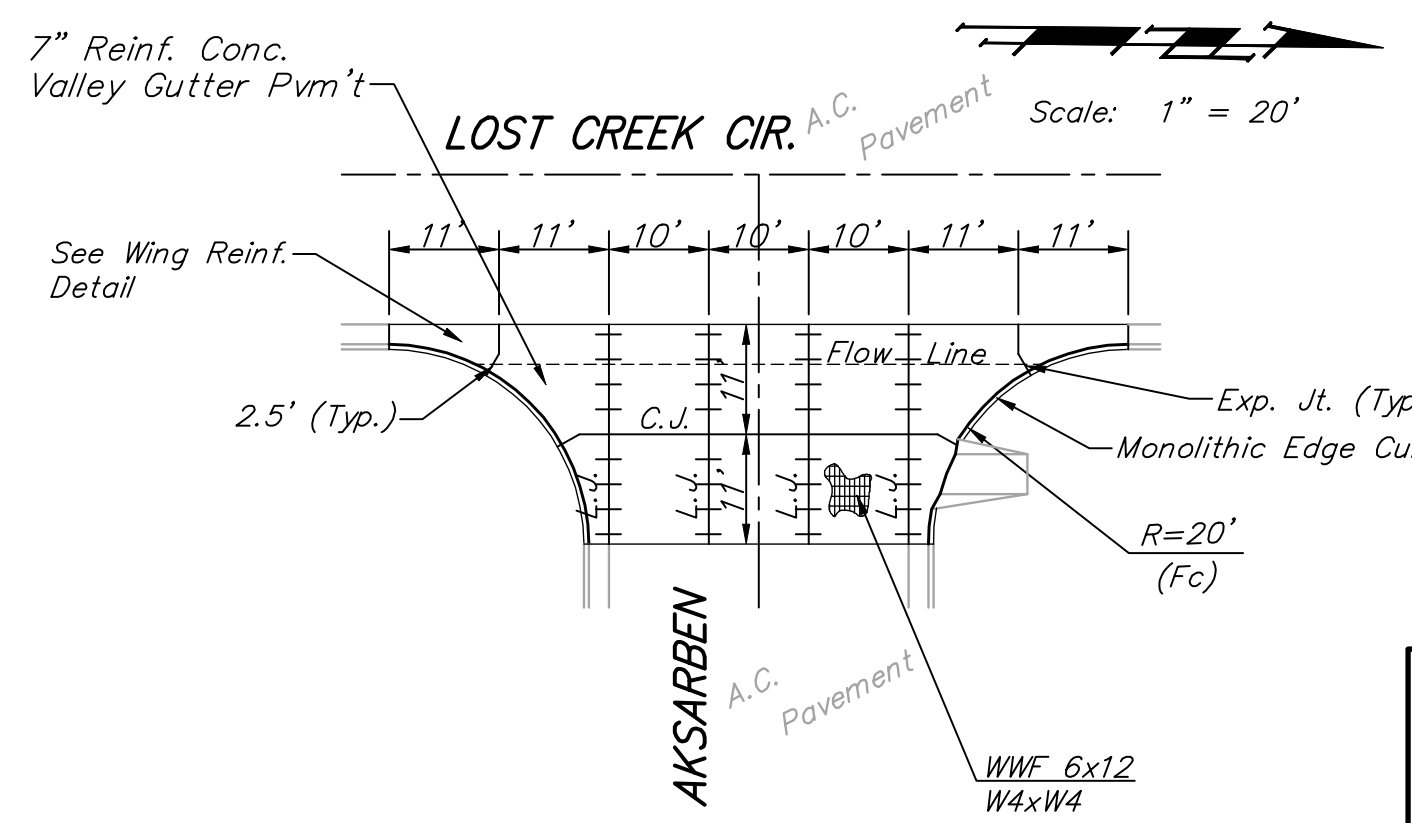 7” Reinf. Conc.
Valley Gutter Pvm't
LOST CREEK CIR.
A.C.
Pavement
Scale: 1” = 20'
See Wing Reinf.
Detail
11' 11' 10' 10' 10' 11' 11'
Flow Line
11'
2.5' (Typ.)
C.J.
Exp. Jt. (Typ
Monolithic Edge Cu
L.J. L.J. L.J. L.J.
11'
R=20'
(Fc)
AKSARBEN
A.C.
Pavement
WWF 6x12
W4xW4